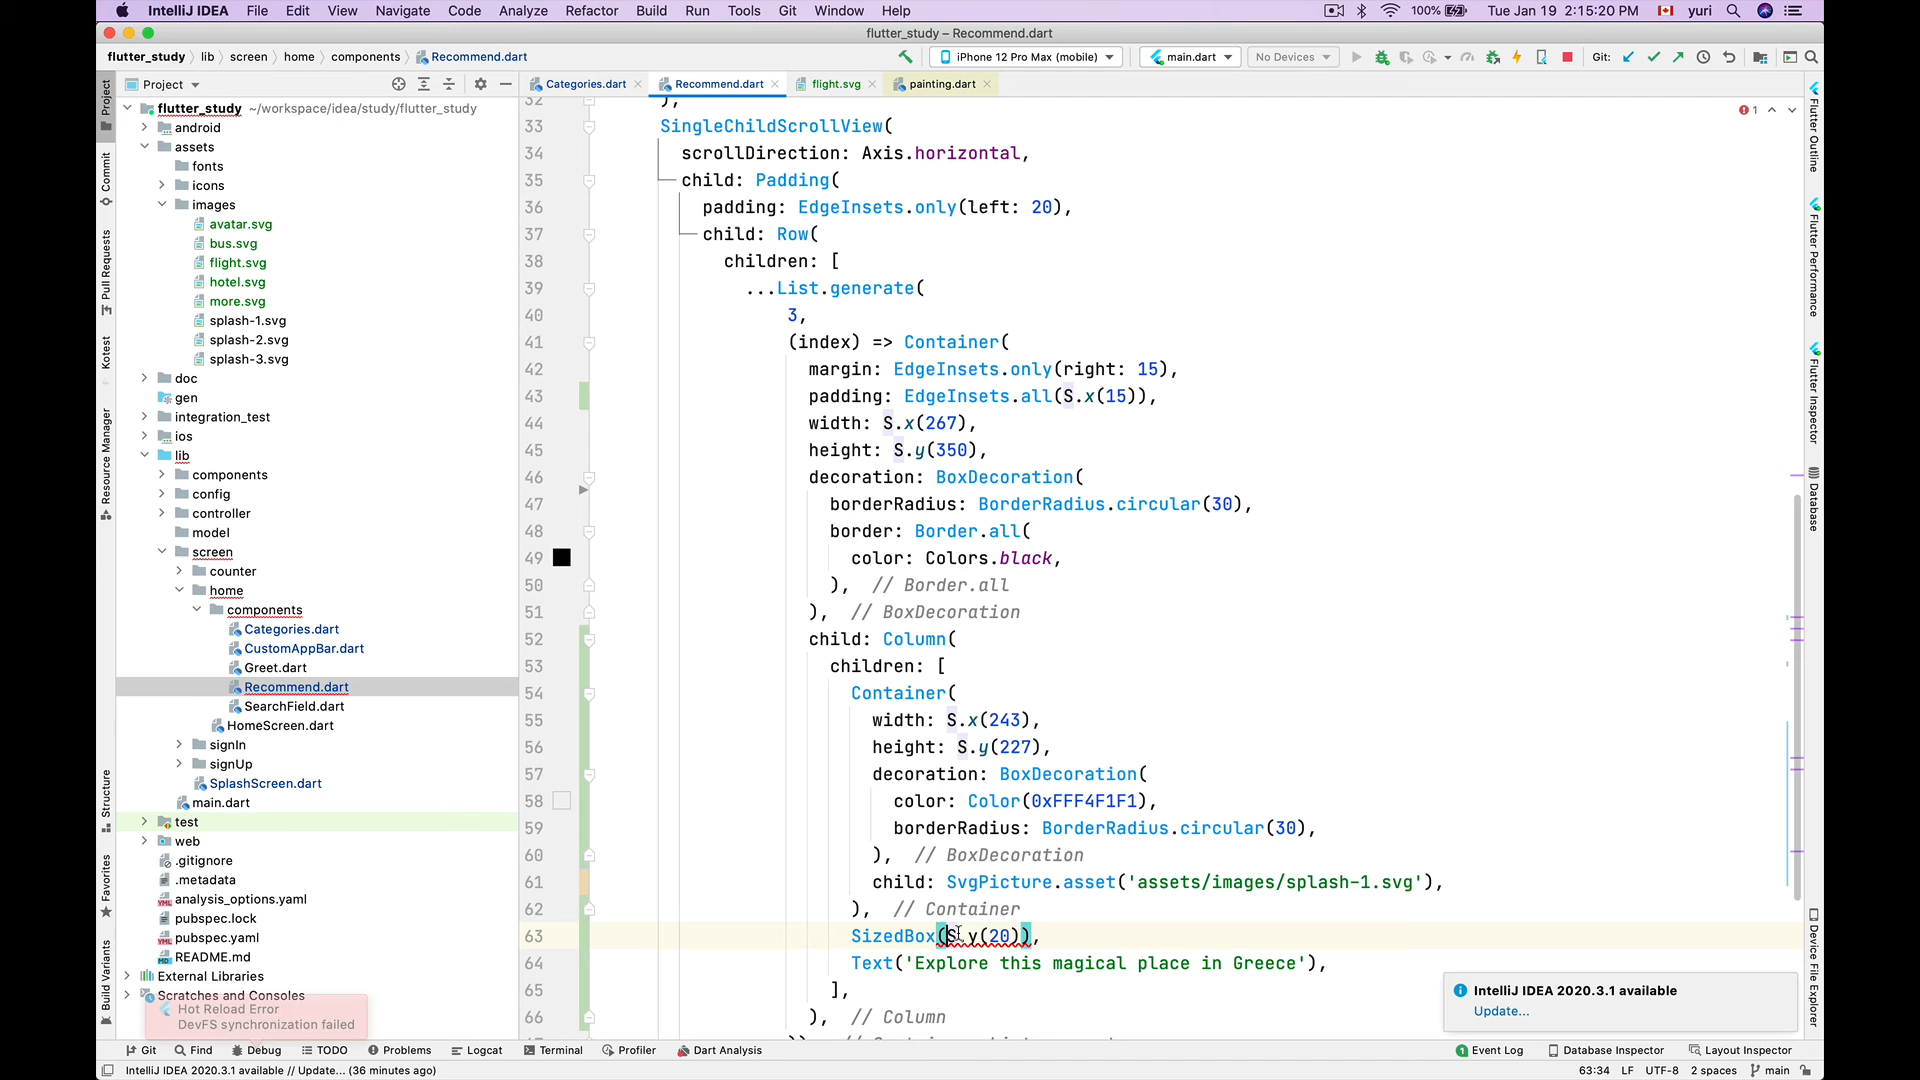 IntelliJ IDEA File Edit View Navigate Code Analyze Refactor Build Run Tools Git Window Help 100% Tue Jan 19 2:15:20 PM yuri
flutter_study – Recommend.dart
flutter_study lib screen home components Recommend.dart iPhone 12 Pro Max (mobile) main.dart No Devices Git:
Project Categories.dart Recommend.dart flight.svg painting.dart
flutter_study ~/workspace/idea/study/flutter_study
android
assets
fonts
icons
images
avatar.svg
bus.svg
flight.svg
hotel.svg
more.svg
splash-1.svg
splash-2.svg
splash-3.svg
doc
gen
integration_test
ios
lib
components
config
controller
model
screen
counter
home
components
Categories.dart
CustomAppBar.dart
Greet.dart
Recommend.dart
SearchField.dart
HomeScreen.dart
signIn
signUp
SplashScreen.dart
main.dart
test
web
.gitignore
.metadata
analysis_options.yaml
pubspec.lock
pubspec.yaml
README.md
External Libraries
Scratches and Consoles
Hot Reload Error
DevFS synchronization failed
Project
Commit
Pull Requests
Kotest
Resource Manager
Structure
Favorites
Build Variants
32 ),
33 SingleChildScrollView(
34 scrollDirection: Axis.horizontal,
35 child: Padding(
36 padding: EdgeInsets.only(left: 20),
37 child: Row(
38 children: [
39 ...List.generate(
40 3,
41 (index) => Container(
42 margin: EdgeInsets.only(right: 15),
43 padding: EdgeInsets.all(S.x(15)),
44 width: S.x(267),
45 height: S.y(350),
46 decoration: BoxDecoration(
47 borderRadius: BorderRadius.circular(30),
48 border: Border.all(
49 color: Colors.black,
50 ), // Border.all
51 ), // BoxDecoration
52 child: Column(
53 children: [
54 Container(
55 width: S.x(243),
56 height: S.y(227),
57 decoration: BoxDecoration(
58 color: Color(0xFFF4F1F1),
59 borderRadius: BorderRadius.circular(30),
60 ), // BoxDecoration
61 child: SvgPicture.asset('assets/images/splash-1.svg'),
62 ), // Container
63 SizedBox(S.y(20)),
64 Text('Explore this magical place in Greece'),
65 ],
66 ), // Column
1
Flutter Outline
Flutter Performance
Flutter Inspector
Database
Device File Explorer
IntelliJ IDEA 2020.3.1 available
Update...
Git Find Debug TODO Problems Logcat Terminal Profiler Dart Analysis 1 Event Log Database Inspector Layout Inspector
IntelliJ IDEA 2020.3.1 available // Update... (36 minutes ago) 63:34 LF UTF-8 2 spaces main